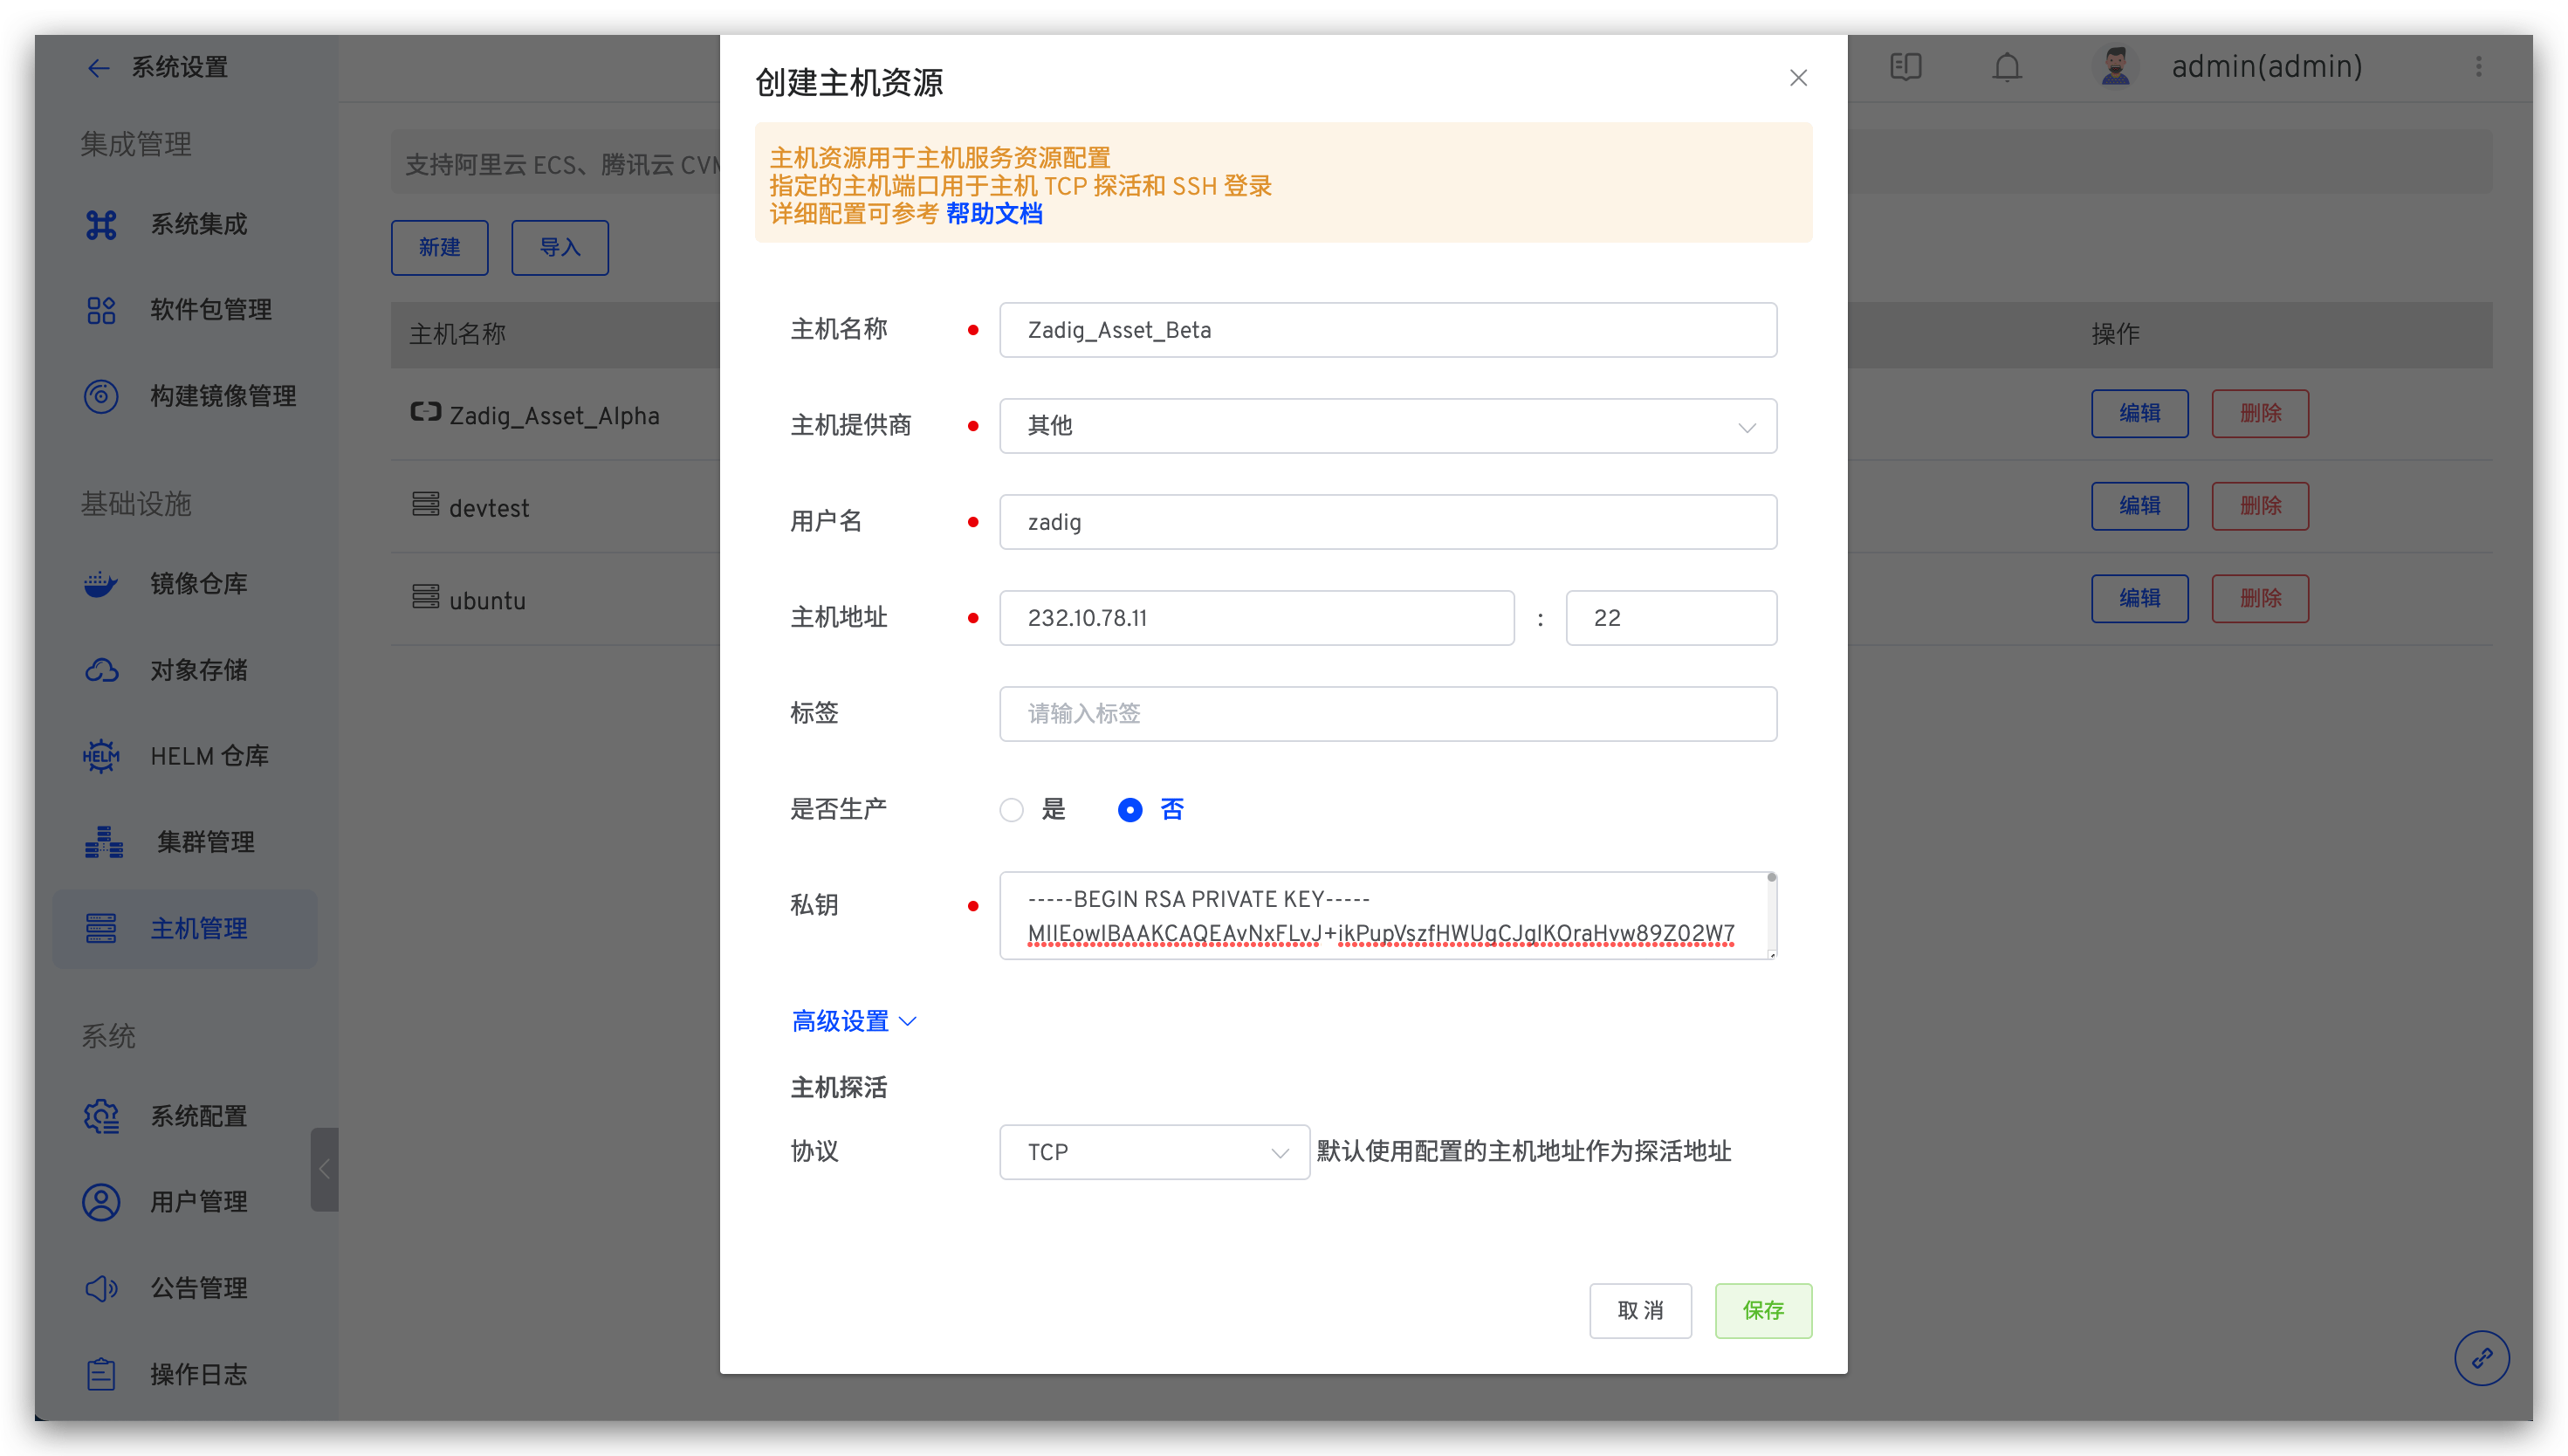 系统设置
集成管理
系统集成
软件包管理
构建镜像管理
基础设施
镜像仓库
对象存储
HELM
HELM 仓库
集群管理
主机管理
系统
系统配置
用户管理
公告管理
操作日志
支持阿里云 ECS、腾讯云
新建
导入
主机名称
Zadig_Asset_Alpha
devtest
ubuntu
创建主机资源
主机资源用于主机服务资源配置
指定的主机端口用于主机 TCP 探活和 SSH 登录
详细配置可参考 帮助文档
主机名称
Zadig_Asset_Beta
主机提供商
其他
用户名
zadig
主机地址
232.10.78.11 : 22
标签
请输入标签
是否生产
是 否
私钥
-----BEGIN RSA PRIVATE KEY-----
MIIEowIBAAKCAQEAvNxFLvJ+ikPupVszfHWUgCJgIKOraHvw89Z02W7
高级设置
主机探活
协议
TCP
默认使用配置的主机地址作为探活地址
取 消
保存
admin(admin)
操作
编辑 删除
编辑 删除
编辑 删除